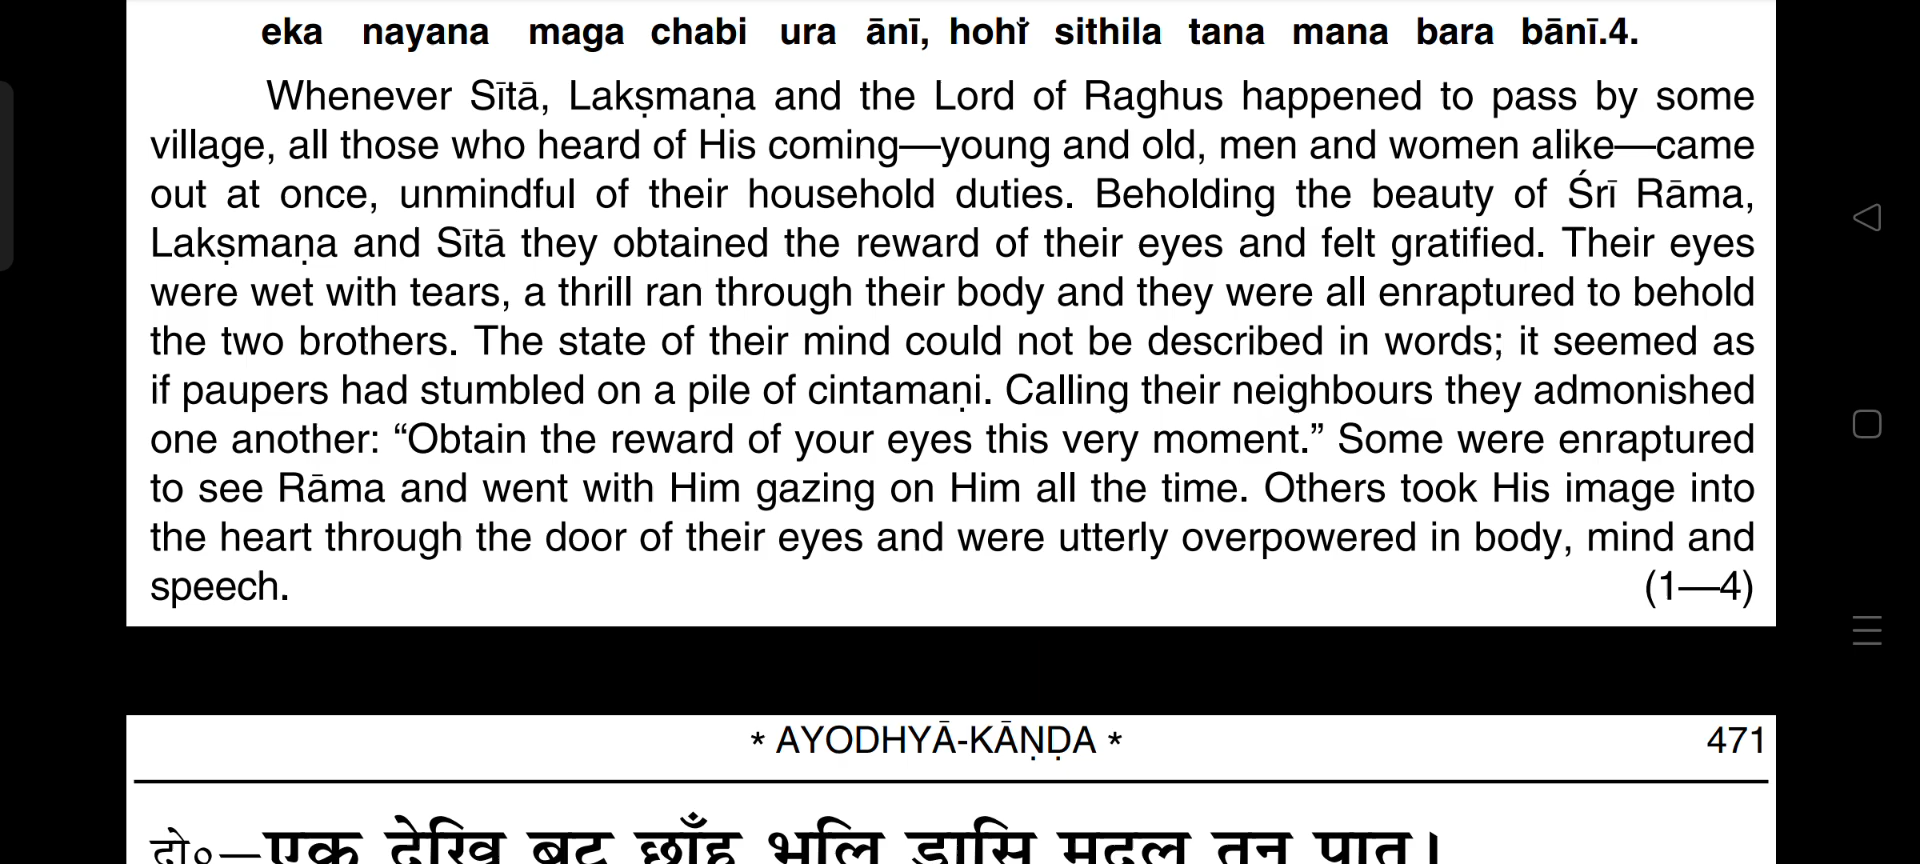 eka nayana maga chabi ura ānī, hohiँ sithila tana mana bara bānī.4.
Whenever Sītā, Lakṣmaṇa and the Lord of Raghus happened to pass by some
village, all those who heard of His coming—young and old, men and women alike—came
out at once, unmindful of their household duties. Beholding the beauty of Śrī Rāma,
Lakṣmaṇa and Sītā they obtained the reward of their eyes and felt gratified. Their eyes
were wet with tears, a thrill ran through their body and they were all enraptured to behold
the two brothers. The state of their mind could not be described in words; it seemed as
if paupers had stumbled on a pile of cintamaṇi. Calling their neighbours they admonished
one another: “Obtain the reward of your eyes this very moment.” Some were enraptured
to see Rāma and went with Him gazing on Him all the time. Others took His image into
the heart through the door of their eyes and were utterly overpowered in body, mind and
speech. (1—4)
* AYODHYĀ-KĀṆḌA * 471
दो०—एक देखि बट छाँह भलि डासि मृदुल तृन पात।